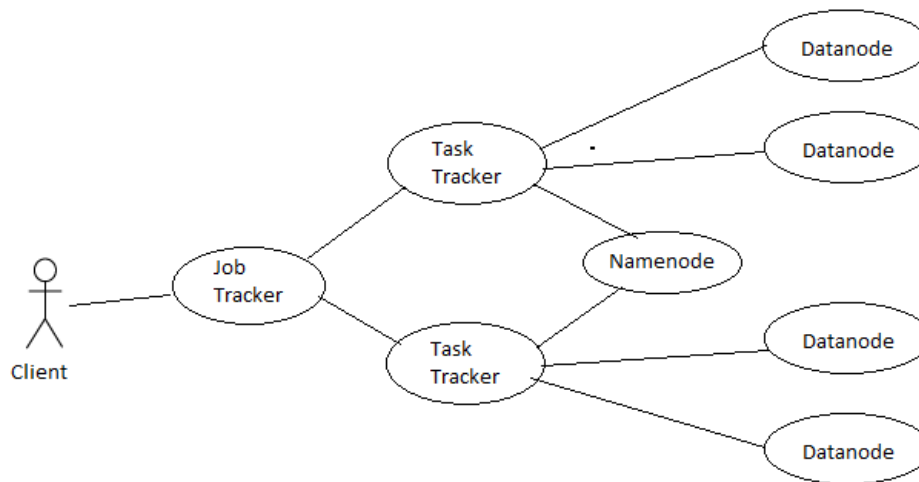 Datanode
Datanode
Task
Tracker
Namenode
Job
Tracker
Client
Task
Tracker
Datanode
Datanode